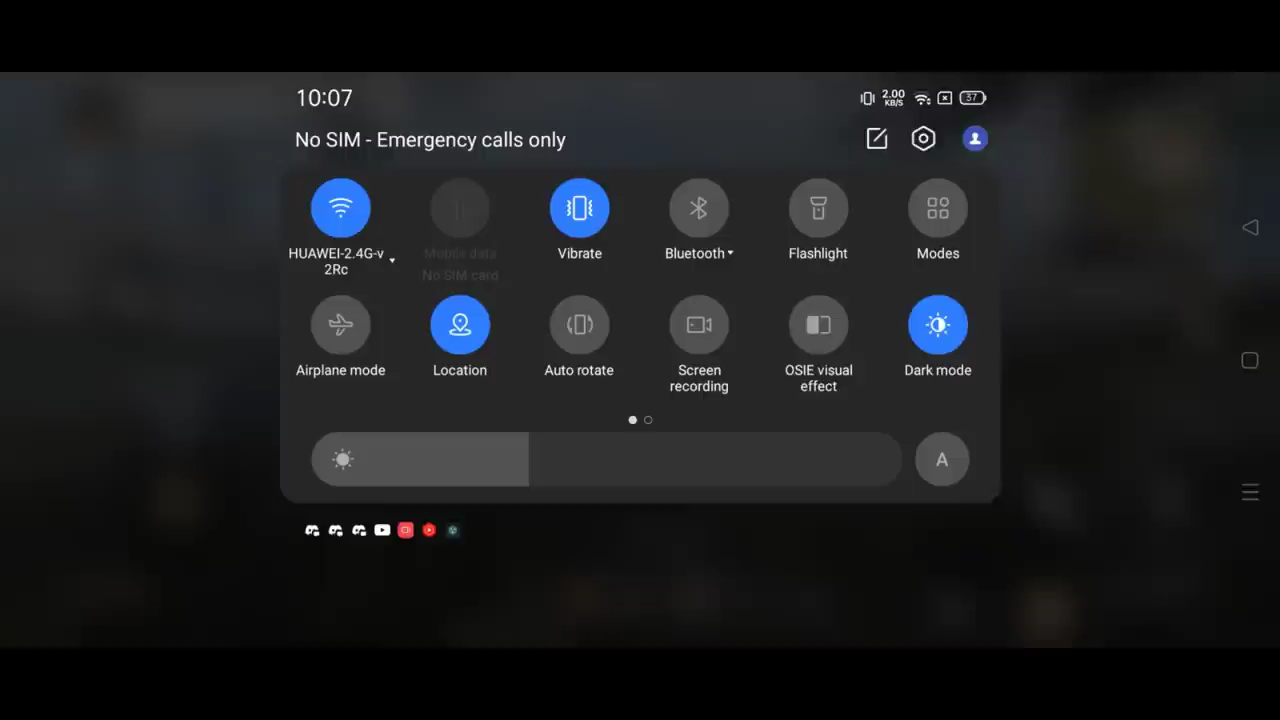 10:07
2.00
KB/S
37
No SIM - Emergency calls only
HUAWEI-2.4G-v
2Rc
Mobile data
No SIM card
Vibrate
Bluetooth
Flashlight
Modes
Airplane mode
Location
Auto rotate
Screen
recording
OSIE visual
effect
Dark mode
A